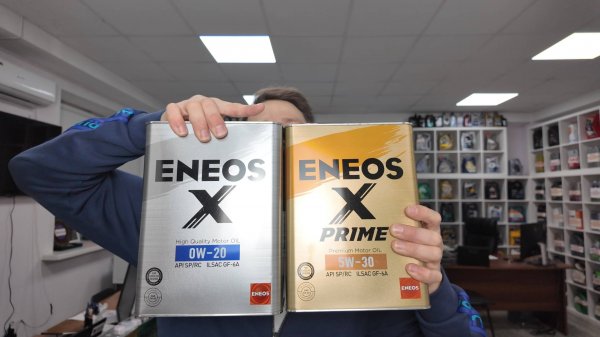 ENEOS
X
High Quality Motor OIL
0W-20
API SP/RC ILSAC GF-6A
ENEOS
ENEOS
X
PRIME
Premium Motor OIL
5W-30
API SP/RC ILSAC GF-6A
ENEOS